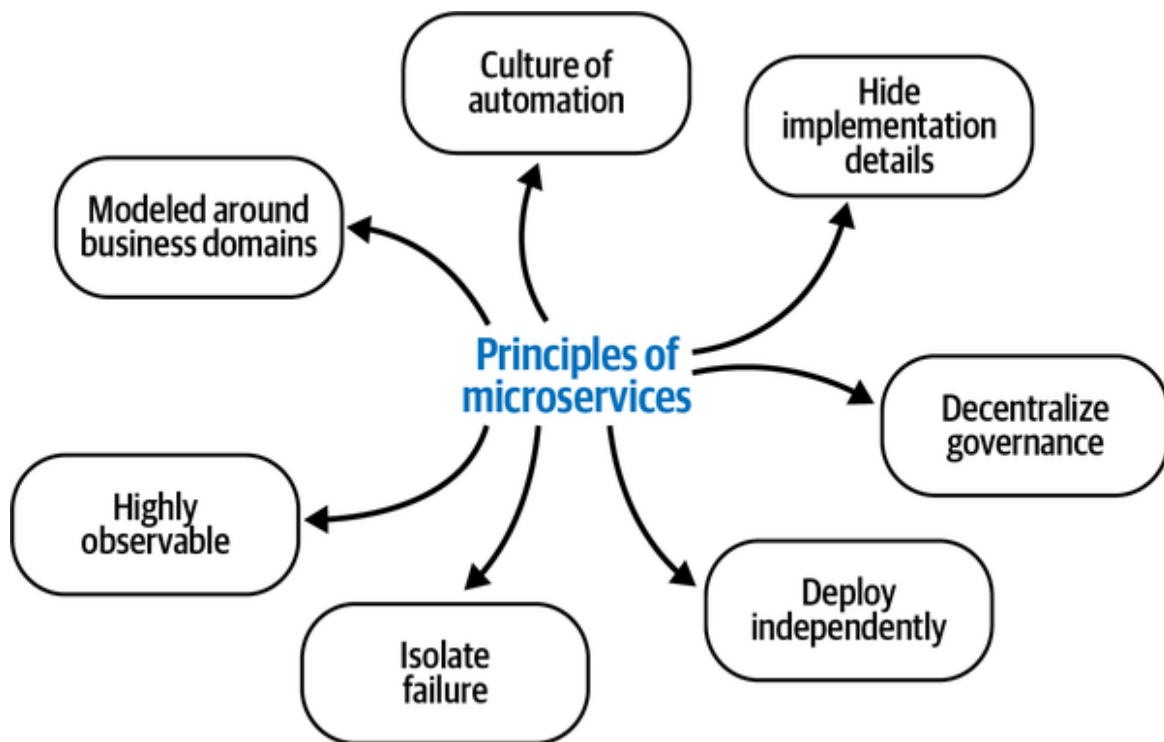 Culture of
automation
Hide
implementation
details
Modeled around
business domains
Principles of
microservices
Decentralize
governance
Highly
observable
Deploy
independently
Isolate
failure